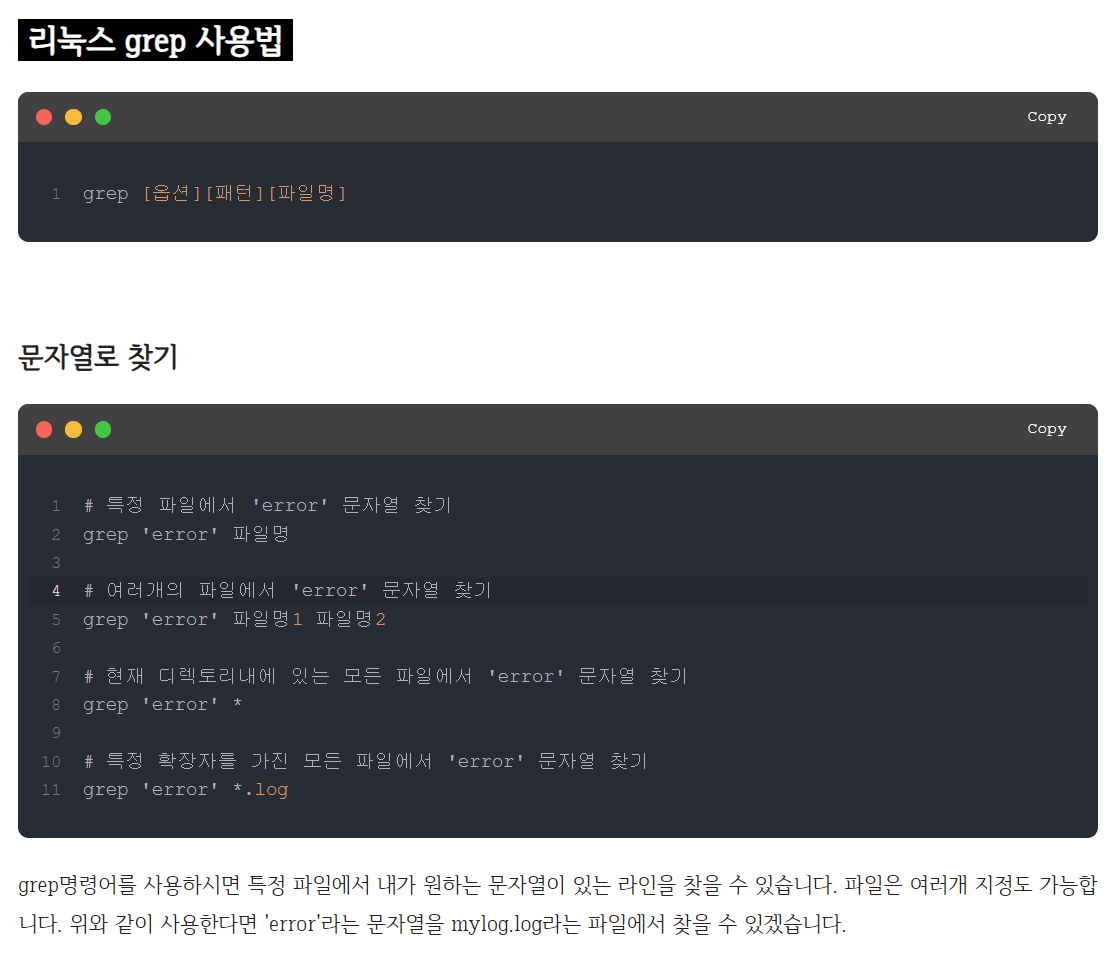 리눅스 grep 사용법
Copy
1 grep [옵션][패턴][파일명]
문자열로 찾기
Copy
1 # 특정 파일에서 'error' 문자열 찾기
2 grep 'error' 파일명
3
4 # 여러개의 파일에서 'error' 문자열 찾기
5 grep 'error' 파일명1 파일명2
6
7 # 현재 디렉토리내에 있는 모든 파일에서 'error' 문자열 찾기
8 grep 'error' *
9
10 # 특정 확장자를 가진 모든 파일에서 'error' 문자열 찾기
11 grep 'error' *.log
grep명령어를 사용하시면 특정 파일에서 내가 원하는 문자열이 있는 라인을 찾을 수 있습니다. 파일은 여러개 지정도 가능합
니다. 위와 같이 사용한다면 'error'라는 문자열을 mylog.log라는 파일에서 찾을 수 있겠습니다.